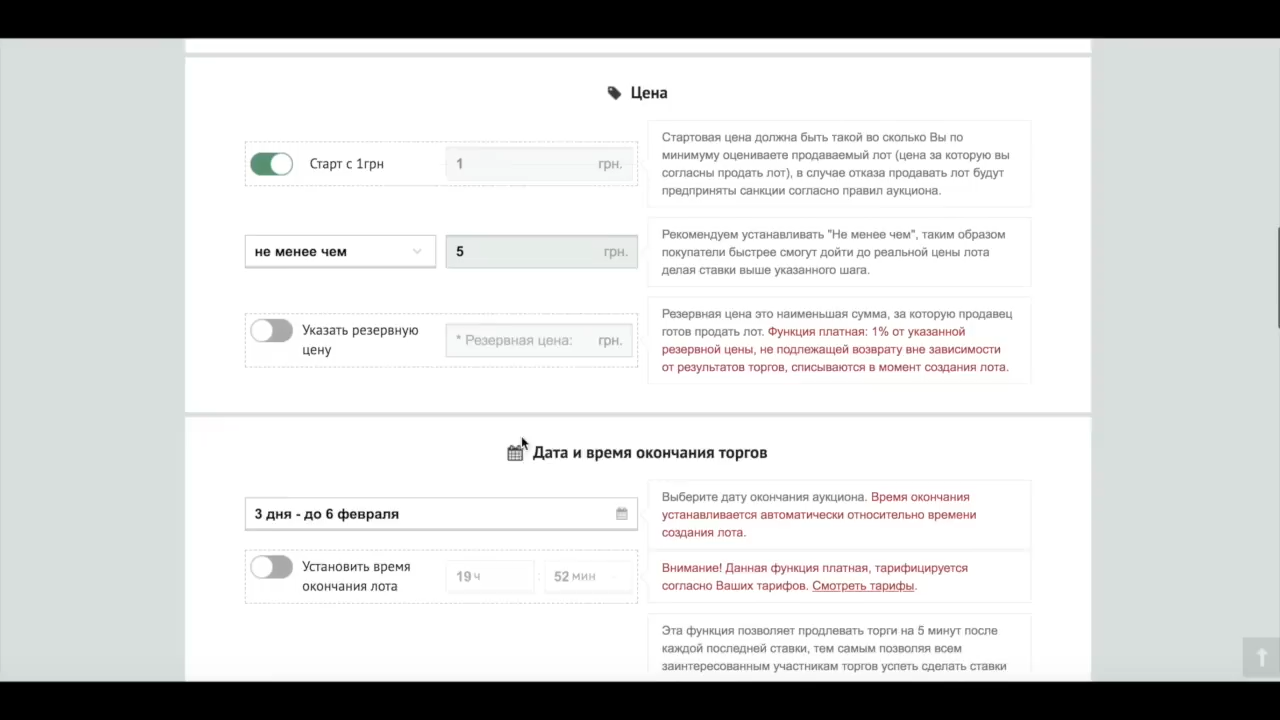 Цена
Старт с 1грн
1 грн.
Стартовая цена должна быть такой во сколько Вы по
минимуму оцениваете продаваемый лот (цена за которую вы
согласны продать лот), в случае отказа продавать лот будут
предприняты санкции согласно правил аукциона.
не менее чем
5 грн.
Рекомендуем устанавливать "Не менее чем", таким образом
покупатели быстрее смогут дойти до реальной цены лота
делая ставки выше указанного шага.
Указать резервную
цену
* Резервная цена: грн.
Резервная цена это наименьшая сумма, за которую продавец
готов продать лот. Функция платная: 1% от указанной
резервной цены, не подлежащей возврату вне зависимости
от результатов торгов, списываются в момент создания лота.
Дата и время окончания торгов
3 дня - до 6 февраля
Выберите дату окончания аукциона. Время окончания
устанавливается автоматически относительно времени
создания лота.
Установить время
окончания лота
19 ч : 52 мин
Внимание! Данная функция платная, тарифицируется
согласно Ваших тарифов. Смотреть тарифы.
Эта функция позволяет продлевать торги на 5 минут после
каждой последней ставки, тем самым позволяя всем
заинтересованным участникам торгов успеть сделать ставки